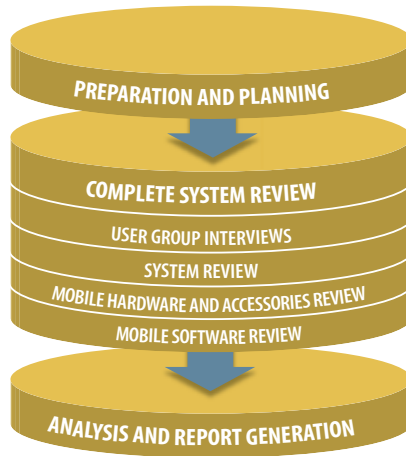 PREPARATION AND PLANNING
COMPLETE SYSTEM REVIEW
USER GROUP INTERVIEWS
SYSTEM REVIEW
MOBILE HARDWARE AND ACCESSORIES REVIEW
MOBILE SOFTWARE REVIEW
ANALYSIS AND REPORT GENERATION